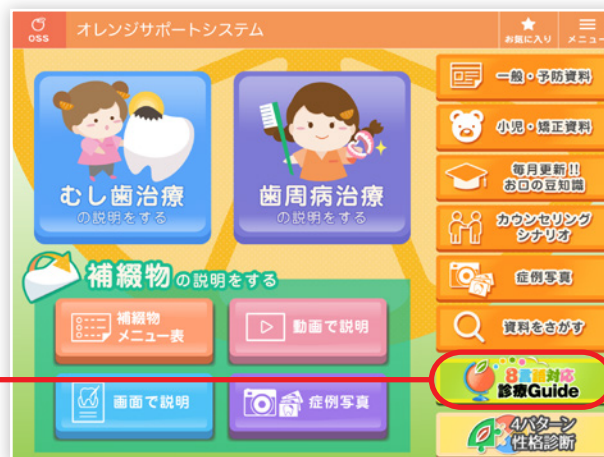 OSS
オレンジサポートシステム
お気に入り
メニュー
むし歯治療
の説明をする
歯周病治療
の説明をする
補綴物の説明をする
補綴物
メニュー表
動画で説明
画面で説明
症例写真
一般・予防資料
小児・矯正資料
毎月更新!!
お口の豆知識
カウンセリング
シナリオ
症例写真
資料をさがす
8言語対応
診療Guide
4パターン
性格診断